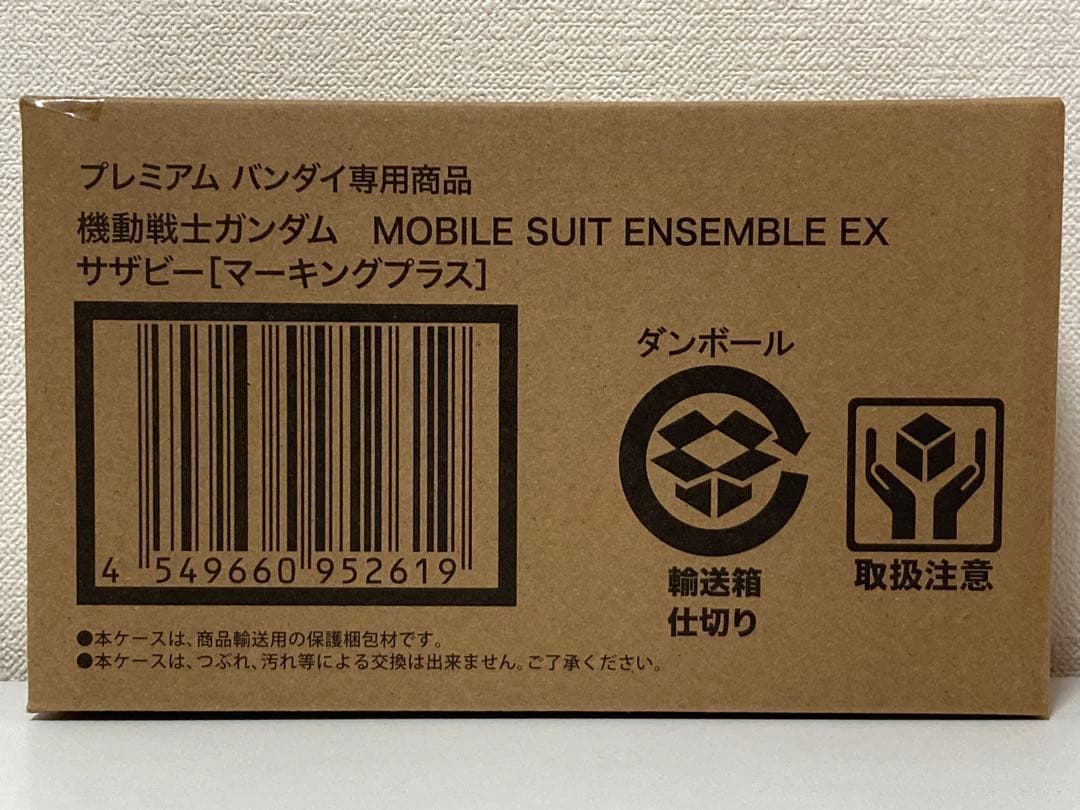 プレミアム バンダイ専用商品
機動戦士ガンダム　MOBILE SUIT ENSEMBLE EX
サザビー[マーキングプラス]
4 549660 952619
ダンボール
輸送箱
仕切り
取扱注意
●本ケースは、商品輸送用の保護梱包材です。
●本ケースは、つぶれ、汚れ等による交換は出来ません。ご了承ください。